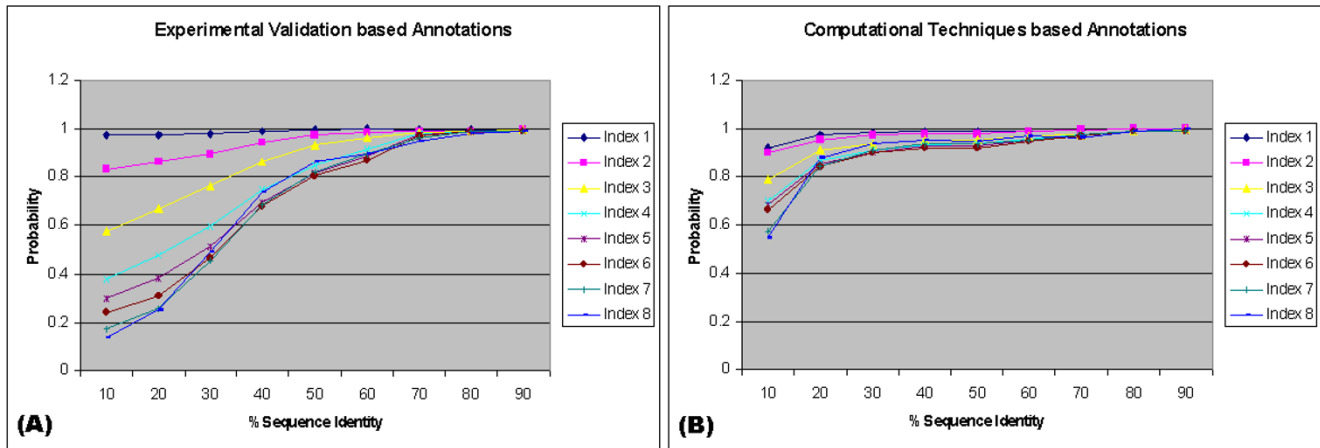 Experimental Validation based Annotations
Probability
1.2
1
0.8
0.6
0.4
0.2
0
10 20 30 40 50 60 70 80 90
% Sequence Identity
Index 1
Index 2
Index 3
Index 4
Index 5
Index 6
Index 7
Index 8
(A)
Computational Techniques based Annotations
Probability
1.2
1
0.8
0.6
0.4
0.2
0
10 20 30 40 50 60 70 80 90
% Sequence Identity
Index 1
Index 2
Index 3
Index 4
Index 5
Index 6
Index 7
Index 8
(B)